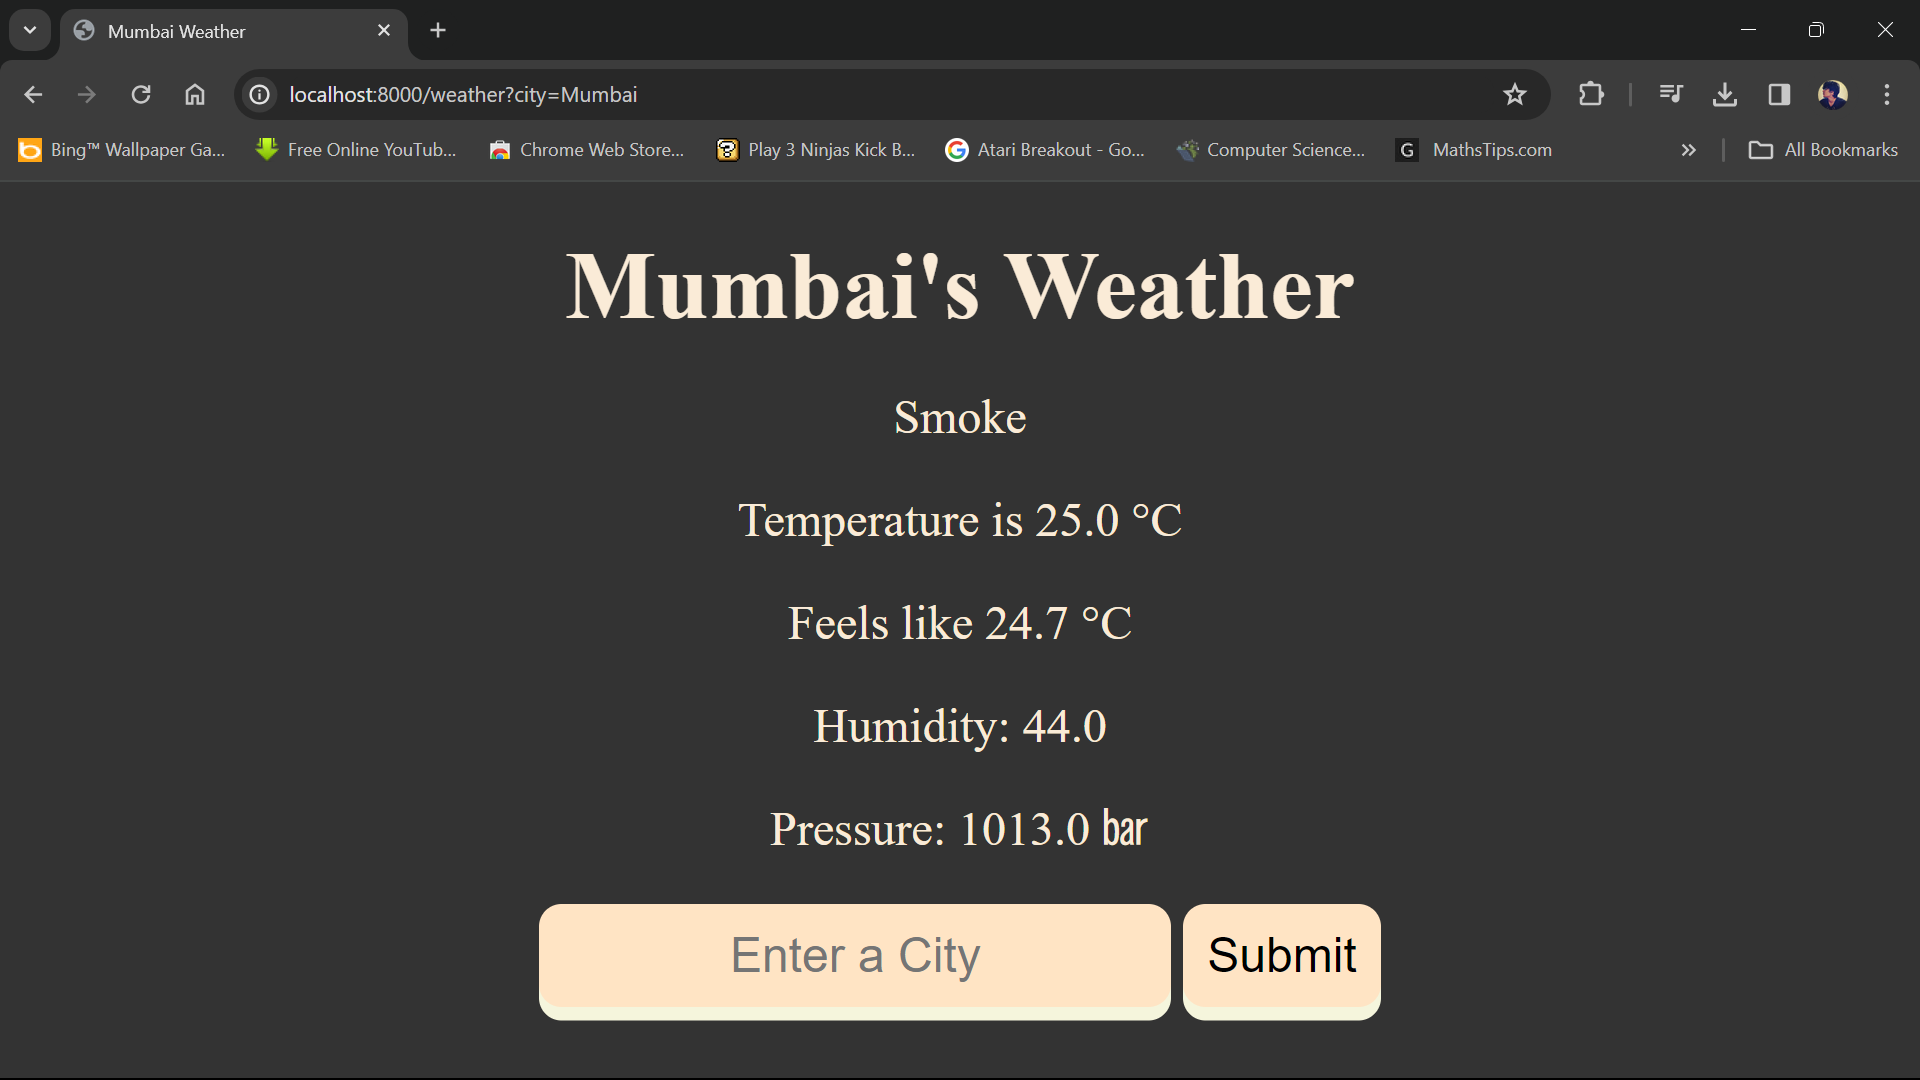 Mumbai Weather
localhost:8000/weather?city=Mumbai
Bing™ Wallpaper Ga... Free Online YouTub... Chrome Web Store... Play 3 Ninjas Kick B... Atari Breakout - Go... Computer Science... G MathsTips.com » All Bookmarks
Mumbai's Weather
Smoke
Temperature is 25.0 °C
Feels like 24.7 °C
Humidity: 44.0
Pressure: 1013.0 ㍴
Enter a City Submit